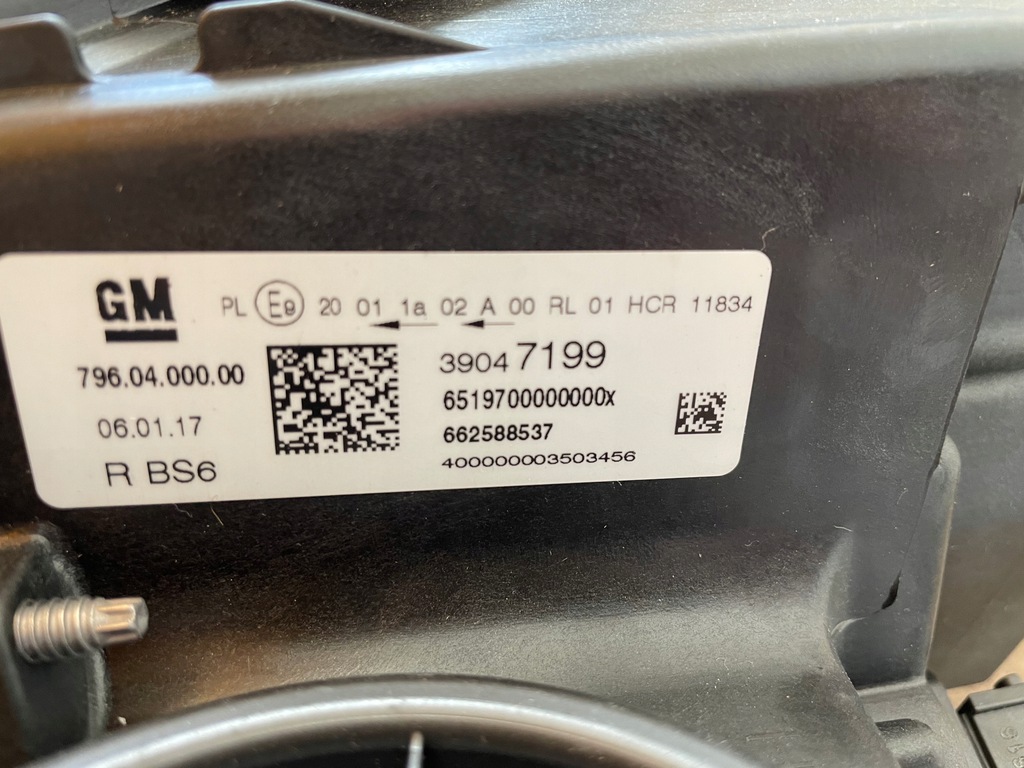 GM
PL E9 20 01 1a 02 A 00 RL 01 HCR 11834
796.04.000.00
39047199
6519700000000x
06.01.17
662588537
R BS6
400000003503456